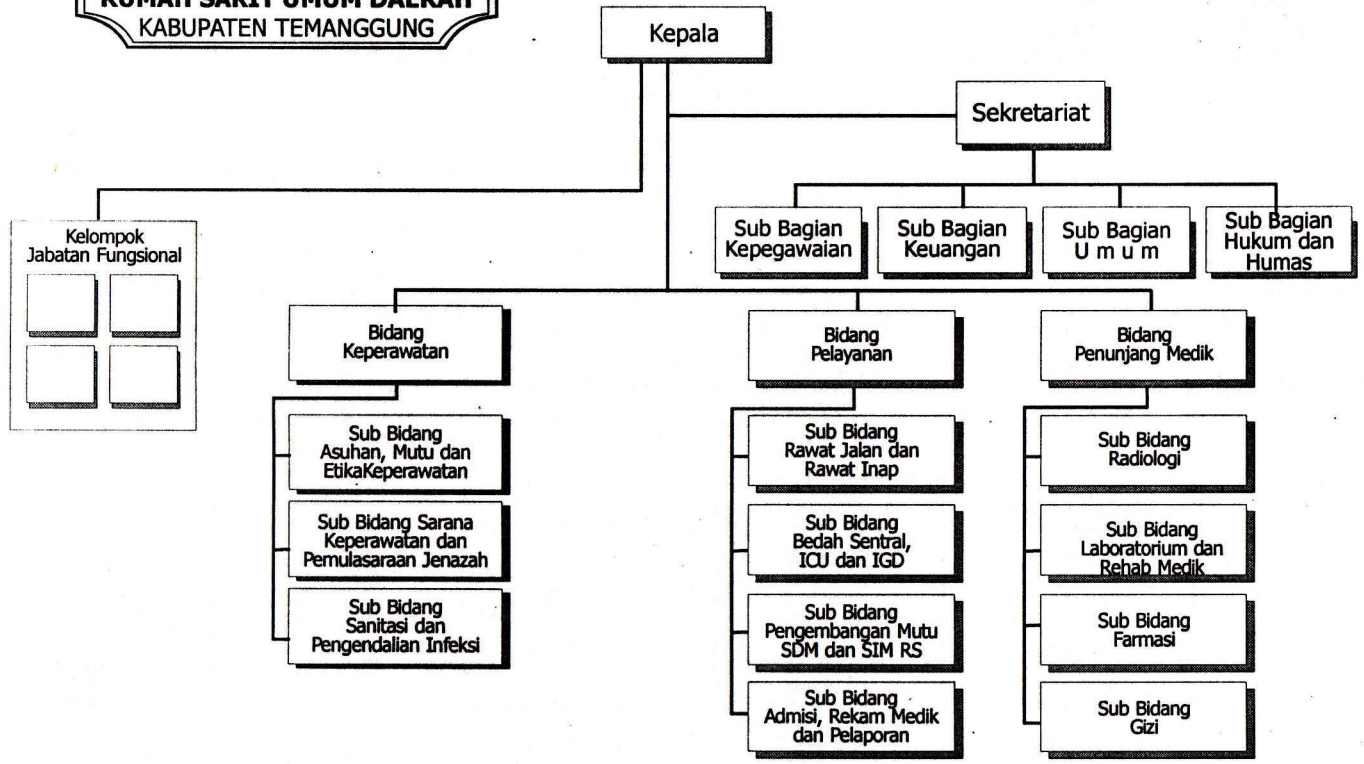 RUMAH SAKIT UMUM DAERAH
KABUPATEN TEMANGGUNG
Kepala
Sekretariat
Sub Bagian
Kepegawaian
Sub Bagian
Keuangan
Sub Bagian
U m u m
Sub Bagian
Hukum dan
Humas
Kelompok
Jabatan Fungsional
Bidang
Keperawatan
Sub Bidang
Asuhan, Mutu dan
EtikaKeperawatan
Sub Bidang Sarana
Keperawatan dan
Pemulasaraan Jenazah
Sub Bidang
Sanitasi dan
Pengendalian Infeksi
Bidang
Pelayanan
Sub Bidang
Rawat Jalan dan
Rawat Inap
Sub Bidang
Bedah Sentral,
ICU dan IGD
Sub Bidang
Pengembangan Mutu
SDM dan SIM RS
Sub Bidang
Admisi, Rekam Medik
dan Pelaporan
Bidang
Penunjang Medik
Sub Bidang
Radiologi
Sub Bidang
Laboratorium dan
Rehab Medik
Sub Bidang
Farmasi
Sub Bidang
Gizi